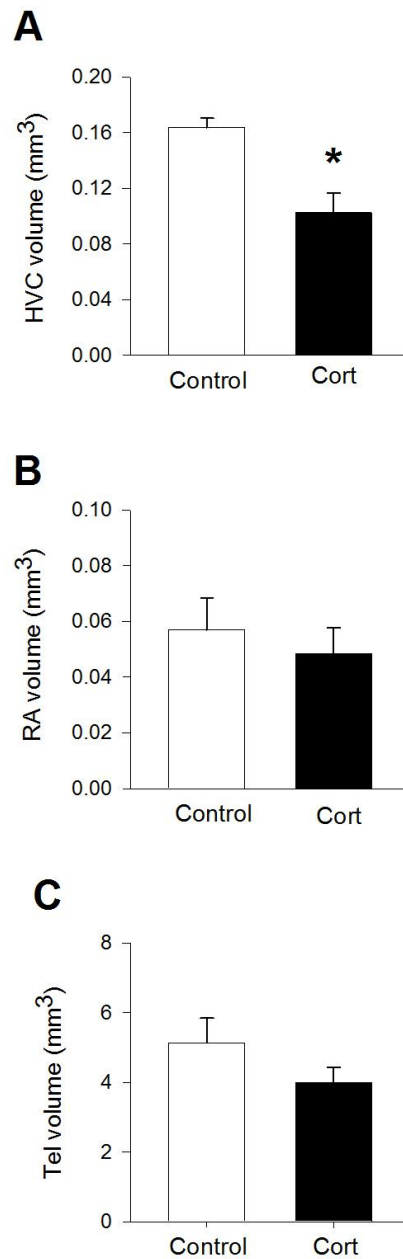 A
HVC volume (mm3)
0.20
0.16
0.12
0.08
0.04
0.00
*
Control Cort
B
RA volume (mm3)
0.10
0.08
0.06
0.04
0.02
0.00
Control Cort
C
Tel volume (mm3)
8
6
4
2
0
Control Cort